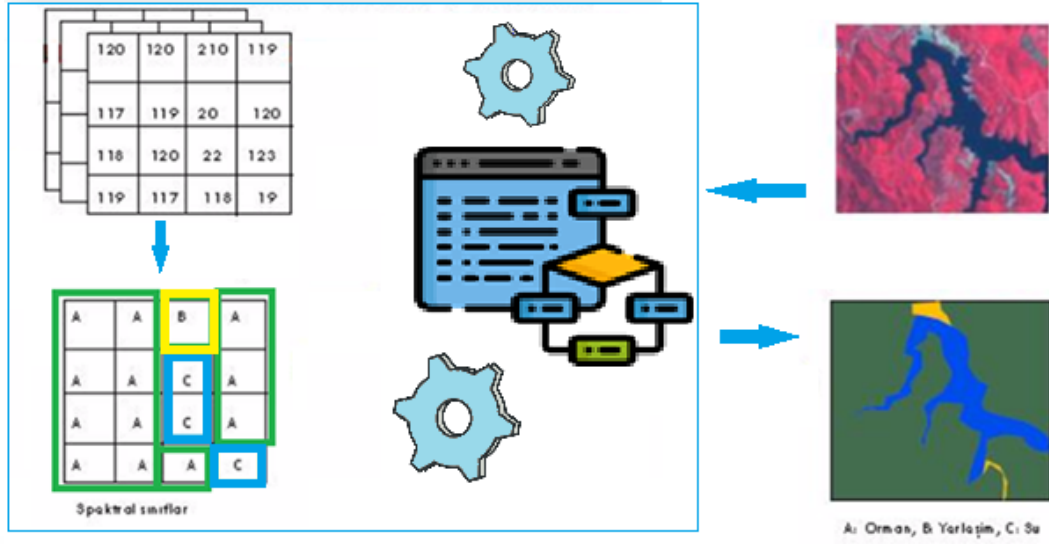 120 120 210 119
117 119 20 120
118 120 22 123
119 117 118 19
A A B A
A A C A
A A C A
A A A C
Spektral sınıflar
A: Orman, B: Yerleşim, C: Su